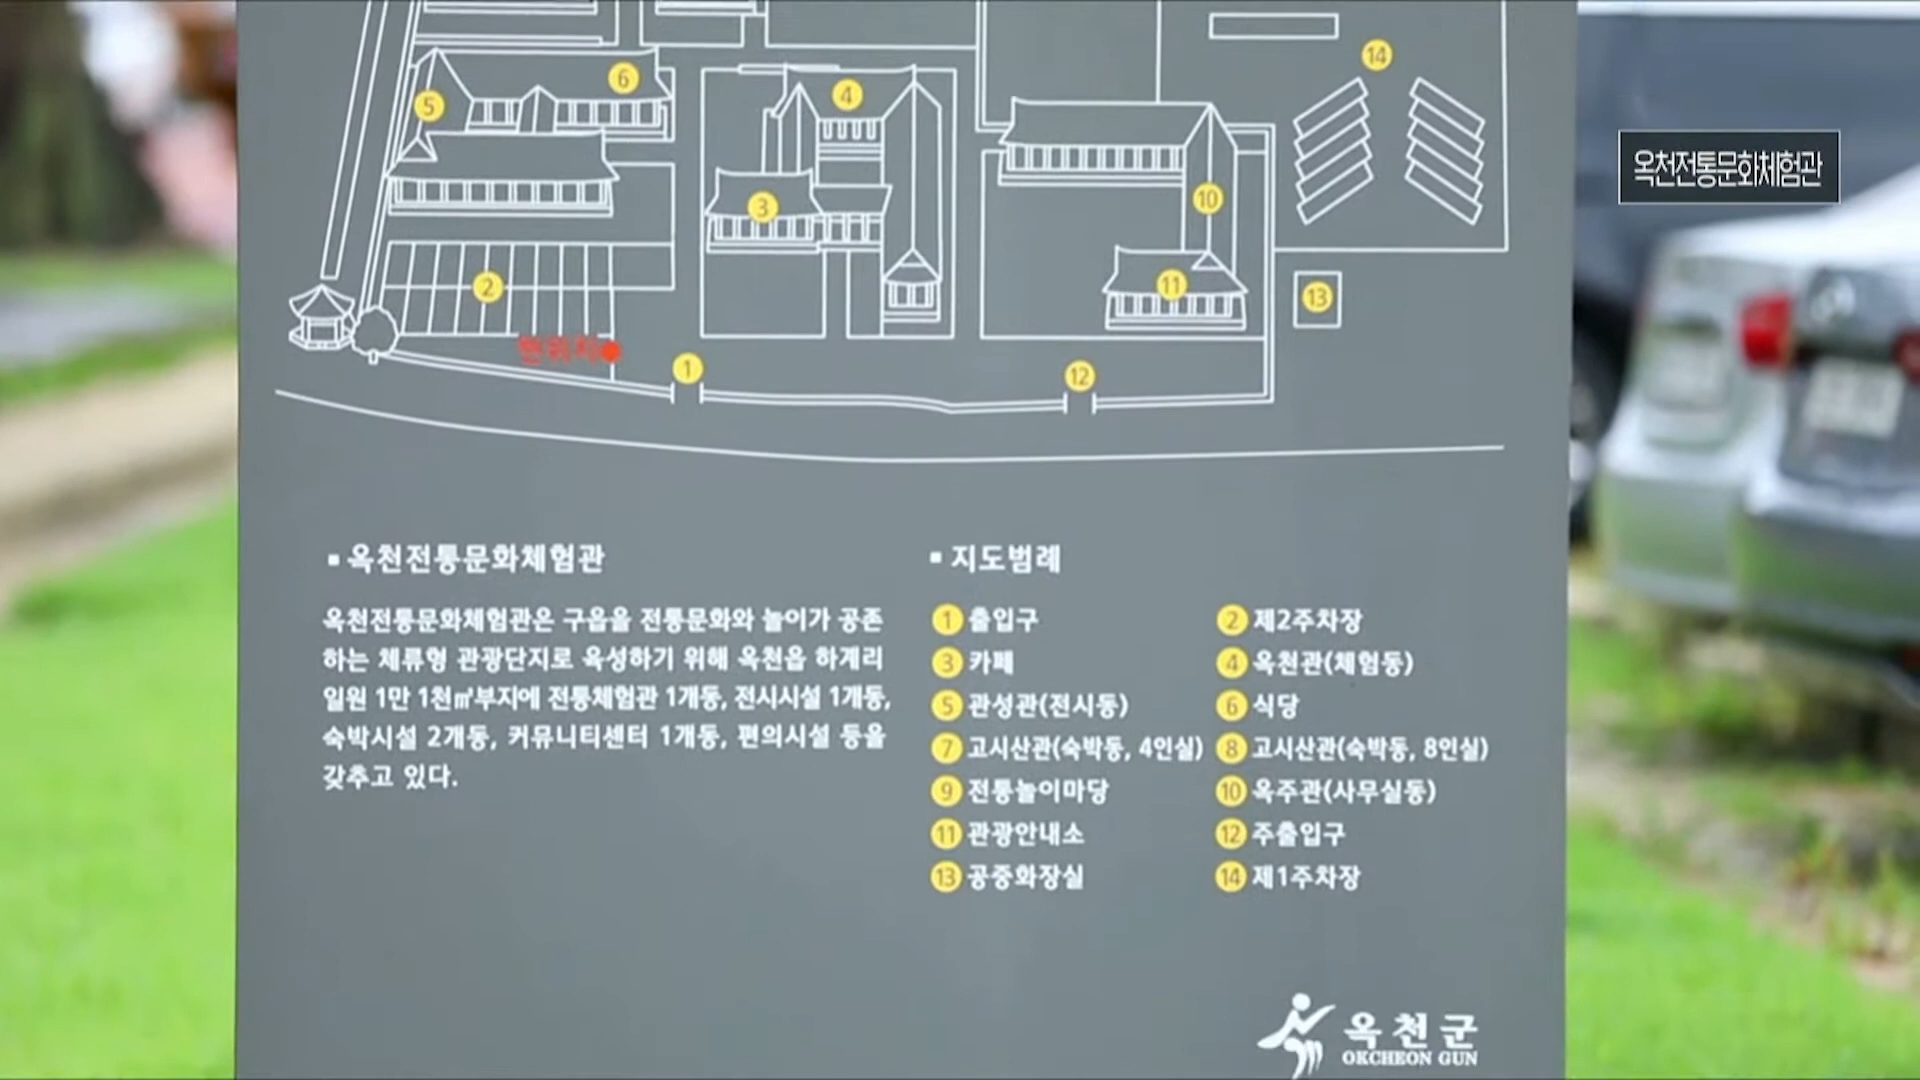 6
14
4
5
옥천전통문화체험관
10
3
11
2
13
현위치
1
12
▪ 옥천전통문화체험관
옥천전통문화체험관은 구읍을 전통문화와 놀이가 공존
하는 체류형 관광단지로 육성하기 위해 옥천읍 하계리
일원 1만 1천㎡부지에 전통체험관 1개동, 전시시설 1개동,
숙박시설 2개동, 커뮤니티센터 1개동, 편의시설 등을
갖추고 있다.
▪ 지도범례
1 출입구 2 제2주차장
3 카페 4 옥천관(체험동)
5 관성관(전시동) 6 식당
7 고시산관(숙박동, 4인실) 8 고시산관(숙박동, 8인실)
9 전통놀이마당 10 옥주관(사무실동)
11 관광안내소 12 주출입구
13 공중화장실 14 제1주차장
옥천군
OKCHEON GUN